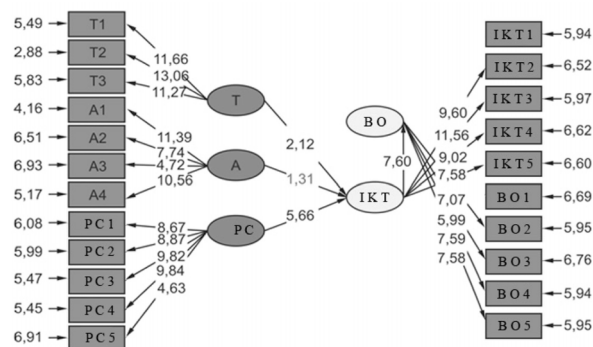 5,49 T1
2,88 T2
5,83 T3
4,16 A1
6,51 A2
6,93 A3
5,17 A4
6,08 PC1
5,99 PC2
5,47 PC3
5,45 PC4
6,91 PC5
11,66
13,06
11,27
11,39
7,74
4,72
10,56
8,67
8,87
9,82
9,84
4,63
T
A
PC
2,12
1,31
5,66
BO
7,60
IKT
9,60
11,56
9,02
7,58
7,07
5,99
7,59
7,58
IKT1 5,94
IKT2 6,52
IKT3 5,97
IKT4 6,62
IKT5 6,60
BO1 6,69
BO2 5,95
BO3 6,76
BO4 5,94
BO5 5,95